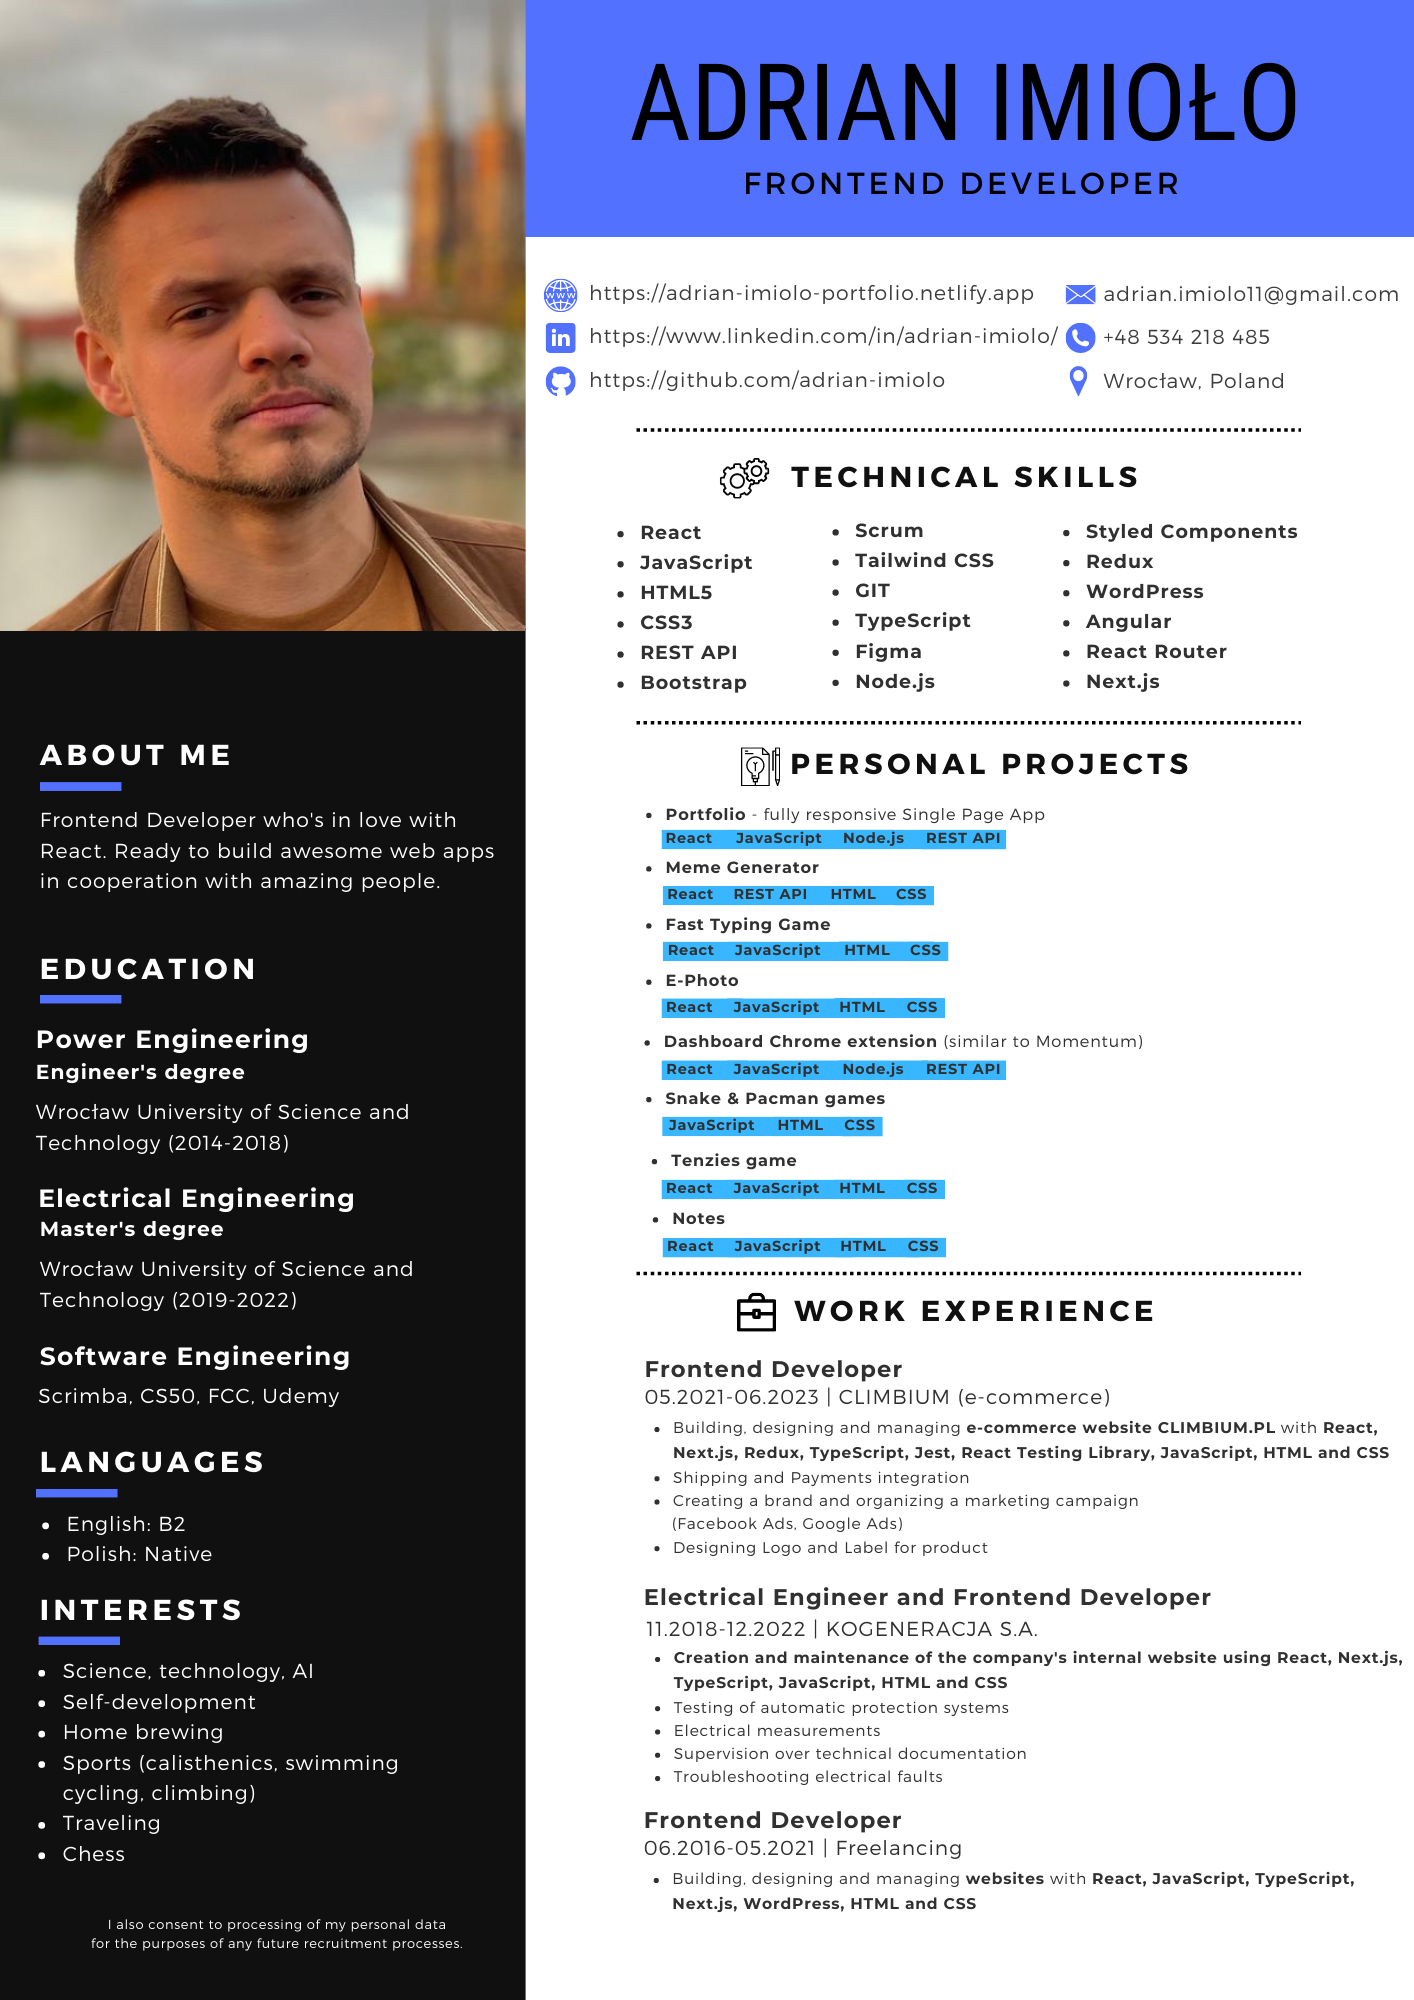 ADRIAN IMIOŁO
FRONTEND DEVELOPER
https://adrian-imiolo-portfolio.netlify.app
adrian.imiolo11@gmail.com
https://www.linkedin.com/in/adrian-imiolo/
+48 534 218 485
https://github.com/adrian-imiolo
Wrocław, Poland
TECHNICAL SKILLS
• React
• JavaScript
• HTML5
• CSS3
• REST API
• Bootstrap
• Scrum
• Tailwind CSS
• GIT
• TypeScript
• Figma
• Node.js
• Styled Components
• Redux
• WordPress
• Angular
• React Router
• Next.js
PERSONAL PROJECTS
• Portfolio - fully responsive Single Page App
React JavaScript Node.js REST API
• Meme Generator
React REST API HTML CSS
• Fast Typing Game
React JavaScript HTML CSS
• E-Photo
React JavaScript HTML CSS
• Dashboard Chrome extension (similar to Momentum)
React JavaScript Node.js REST API
• Snake & Pacman games
JavaScript HTML CSS
• Tenzies game
React JavaScript HTML CSS
• Notes
React JavaScript HTML CSS
WORK EXPERIENCE
Frontend Developer
05.2021-06.2023 | CLIMBIUM (e-commerce)
• Building, designing and managing e-commerce website CLIMBIUM.PL with React,
Next.js, Redux, TypeScript, Jest, React Testing Library, JavaScript, HTML and CSS
• Shipping and Payments integration
• Creating a brand and organizing a marketing campaign
(Facebook Ads, Google Ads)
• Designing Logo and Label for product
Electrical Engineer and Frontend Developer
11.2018-12.2022 | KOGENERACJA S.A.
• Creation and maintenance of the company's internal website using React, Next.js,
TypeScript, JavaScript, HTML and CSS
• Testing of automatic protection systems
• Electrical measurements
• Supervision over technical documentation
• Troubleshooting electrical faults
Frontend Developer
06.2016-05.2021 | Freelancing
• Building, designing and managing websites with React, JavaScript, TypeScript,
Next.js, WordPress, HTML and CSS
ABOUT ME
Frontend Developer who's in love with
React. Ready to build awesome web apps
in cooperation with amazing people.
EDUCATION
Power Engineering
Engineer's degree
Wrocław University of Science and
Technology (2014-2018)
Electrical Engineering
Master's degree
Wrocław University of Science and
Technology (2019-2022)
Software Engineering
Scrimba, CS50, FCC, Udemy
LANGUAGES
• English: B2
• Polish: Native
INTERESTS
• Science, technology, AI
• Self-development
• Home brewing
• Sports (calisthenics, swimming
cycling, climbing)
• Traveling
• Chess
I also consent to processing of my personal data
for the purposes of any future recruitment processes.